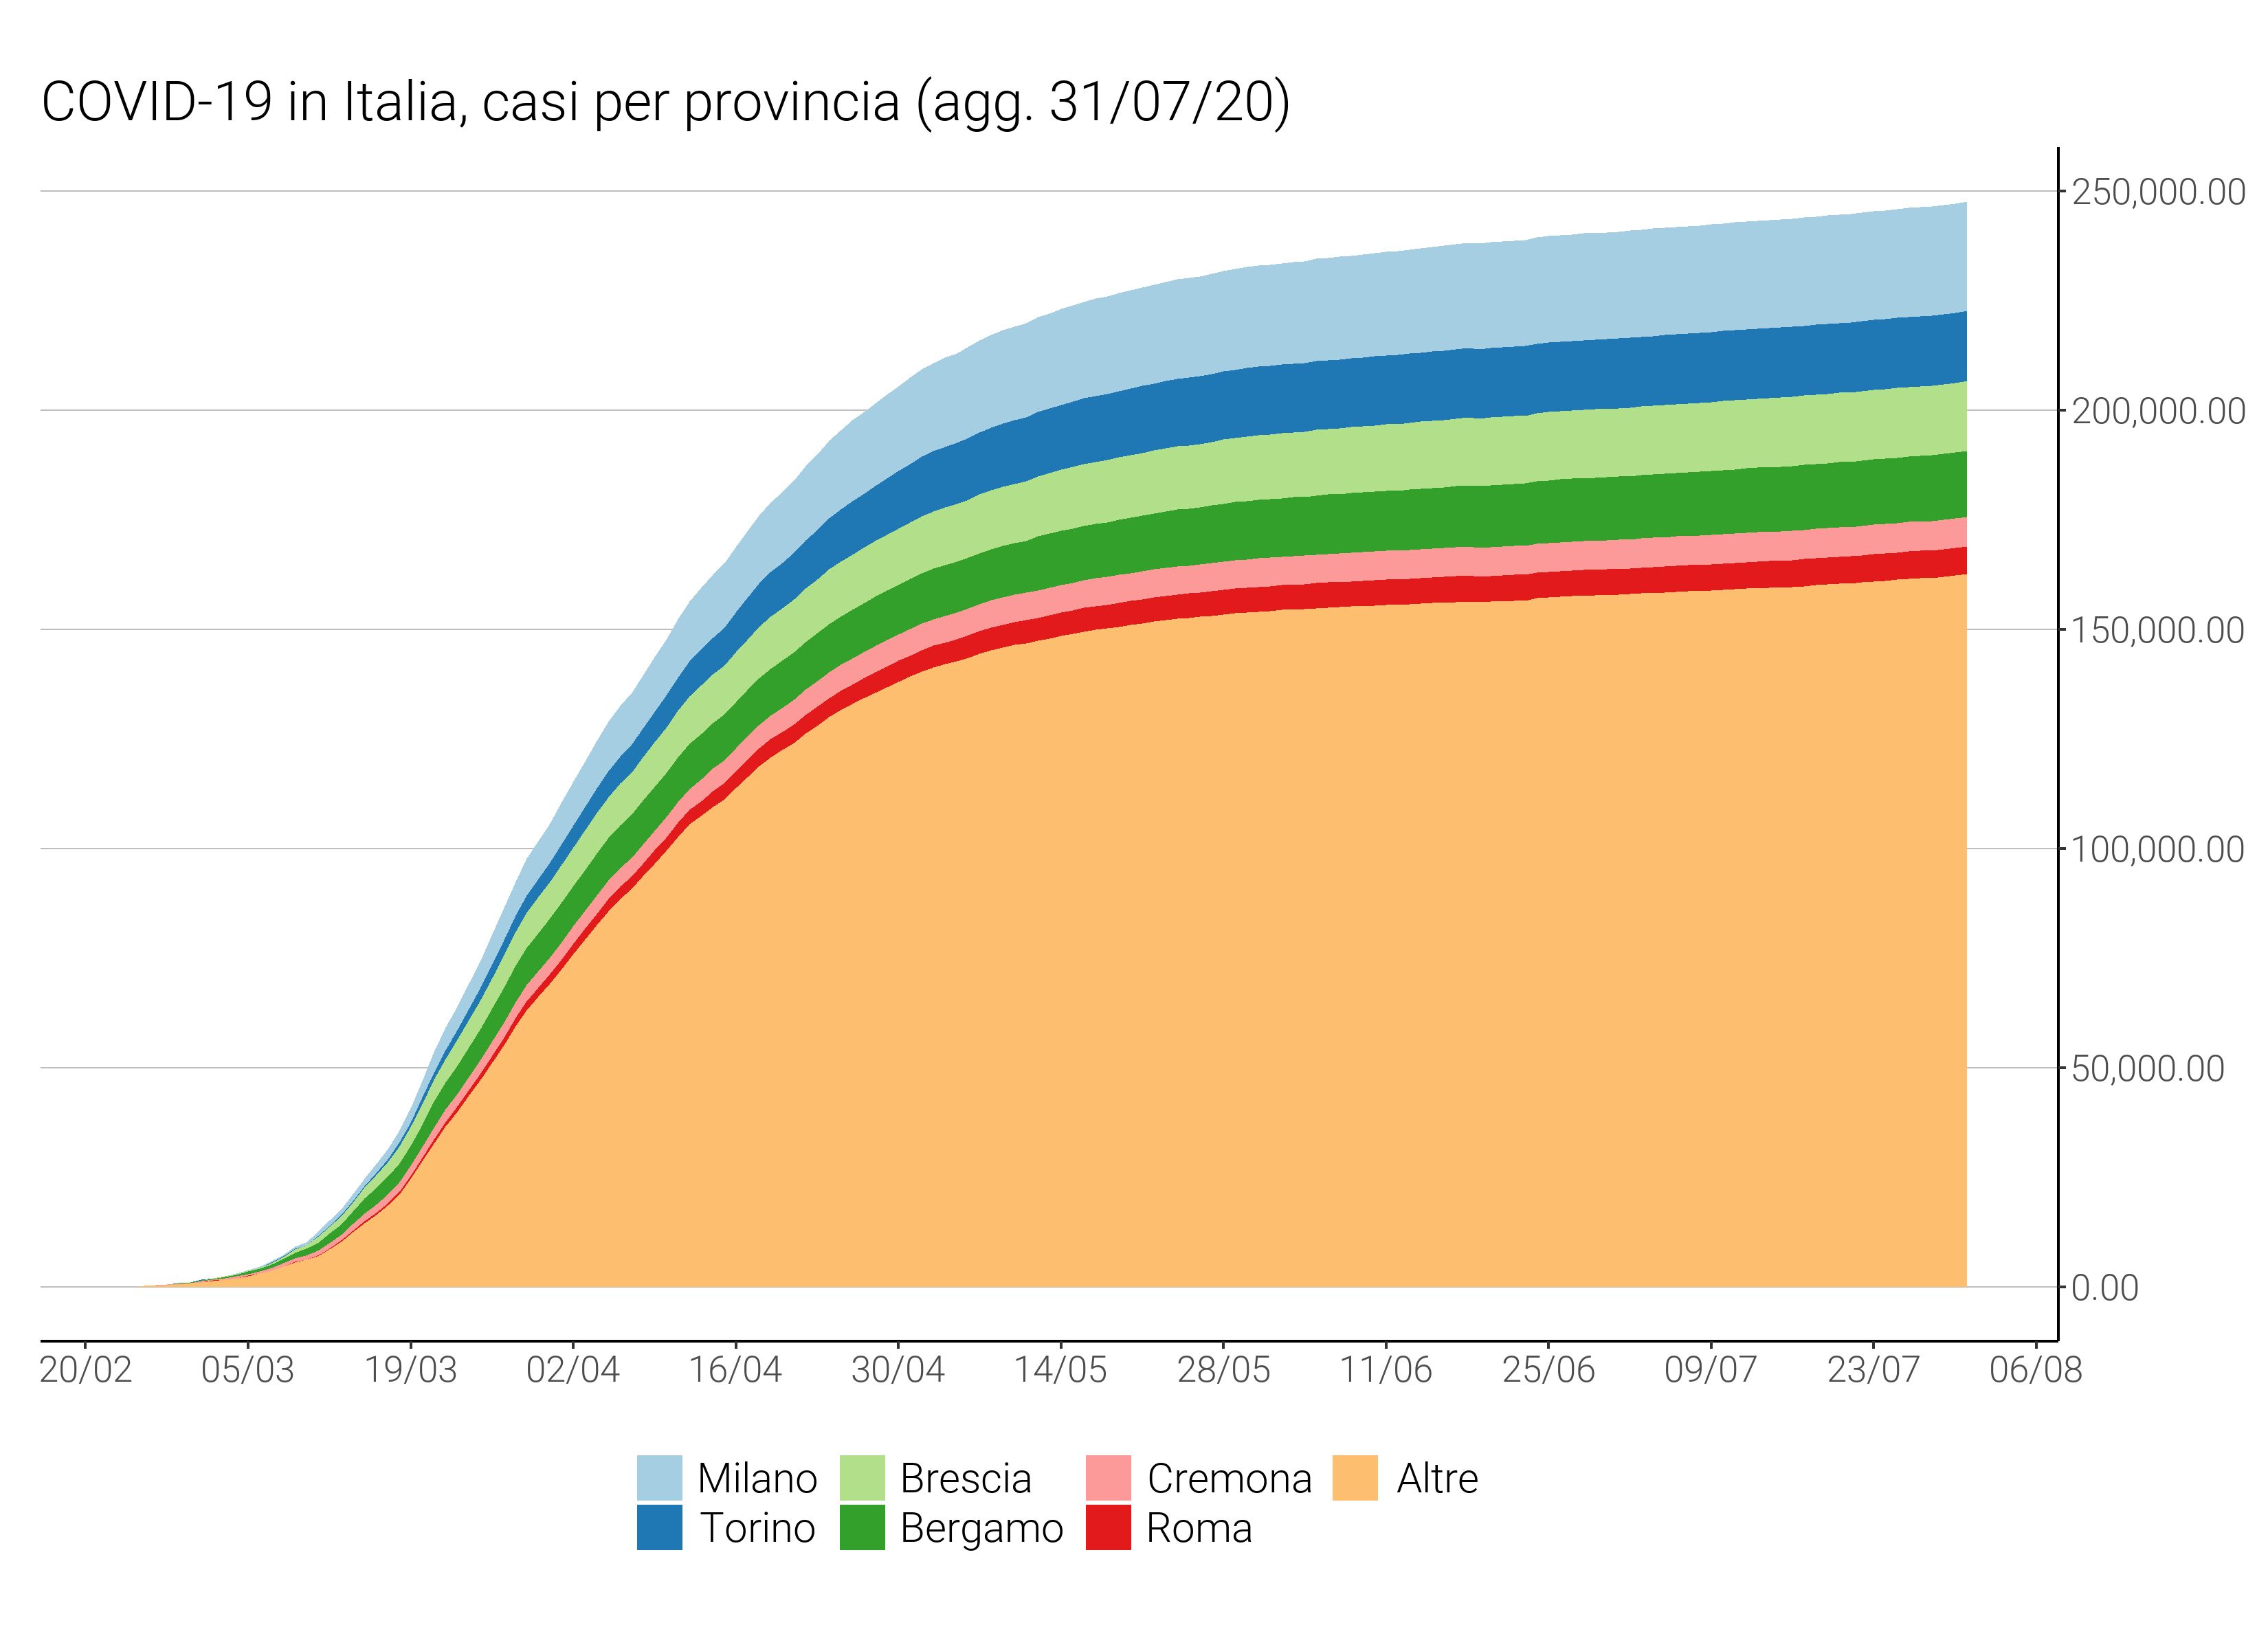 COVID-19 in Italia, casi per provincia (agg. 31/07/20)
250,000.00
200,000.00
150,000.00
100,000.00
50,000.00
0.00
20/02 05/03 19/03 02/04 16/04 30/04 14/05 28/05 11/06 25/06 09/07 23/07 06/08
Milano Brescia Cremona Altre
Torino Bergamo Roma